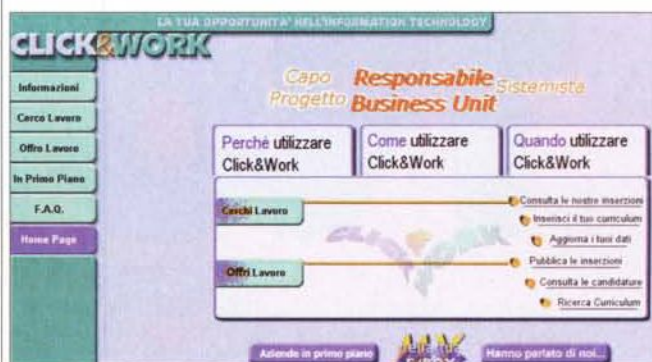 LA TUA OPPORTUNITA' NELL'INFORMATION TECHNOLOGY
CLICK&WORK
Informazioni
Cerco Lavoro
Offro Lavoro
In Primo Piano
F.A.Q.
Home Page
Capo Progetto
Responsabile Business Unit
Sistemista
Perché utilizzare
Click&Work
Come utilizzare
Click&Work
Quando utilizzare
Click&Work
Cerchi Lavoro
Consulta le nostre inserzioni
Inserisci il tuo curriculum
Aggiorna i tuoi dati
CLICK WORK
Offri Lavoro
Pubblica le inserzioni
Consulta le candidature
Ricerca Curriculum
Aziende in primo piano
Hanno parlato di noi...